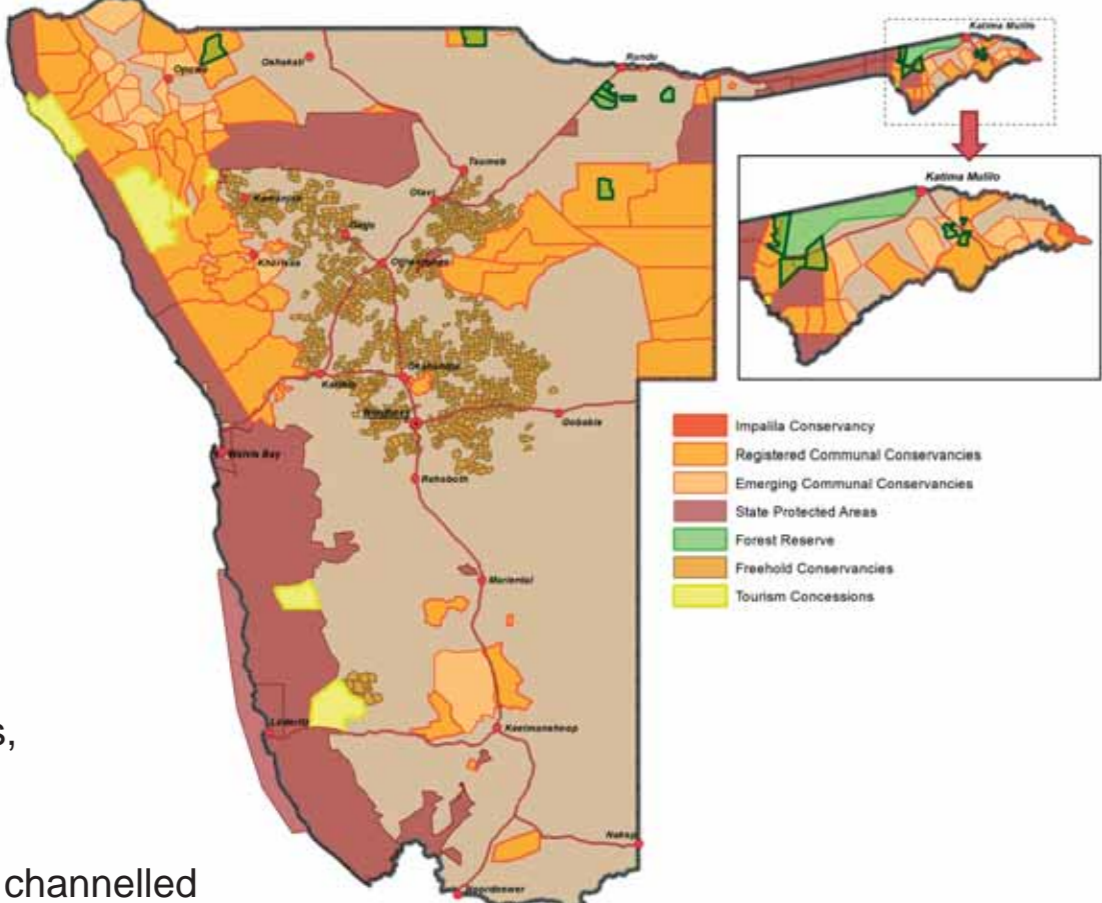 Katima Mulilo
Opuwo
Oshakati
Rundu
Tsumeb
Otavi
Kamanjab
Katima Mulilo
Outjo
Khorixas
Otjiwarongo
Karibib
Okahandja
Windhoek
Gobabis
Impalila Conservancy
Registered Communal Conservancies
Walvis Bay
Rehoboth
Emerging Communal Conservancies
State Protected Areas
Forest Reserve
Freehold Conservancies
Mariental
Tourism Concessions
s,
Luderitz
Keetmanshoop
channelled
Noordoewer